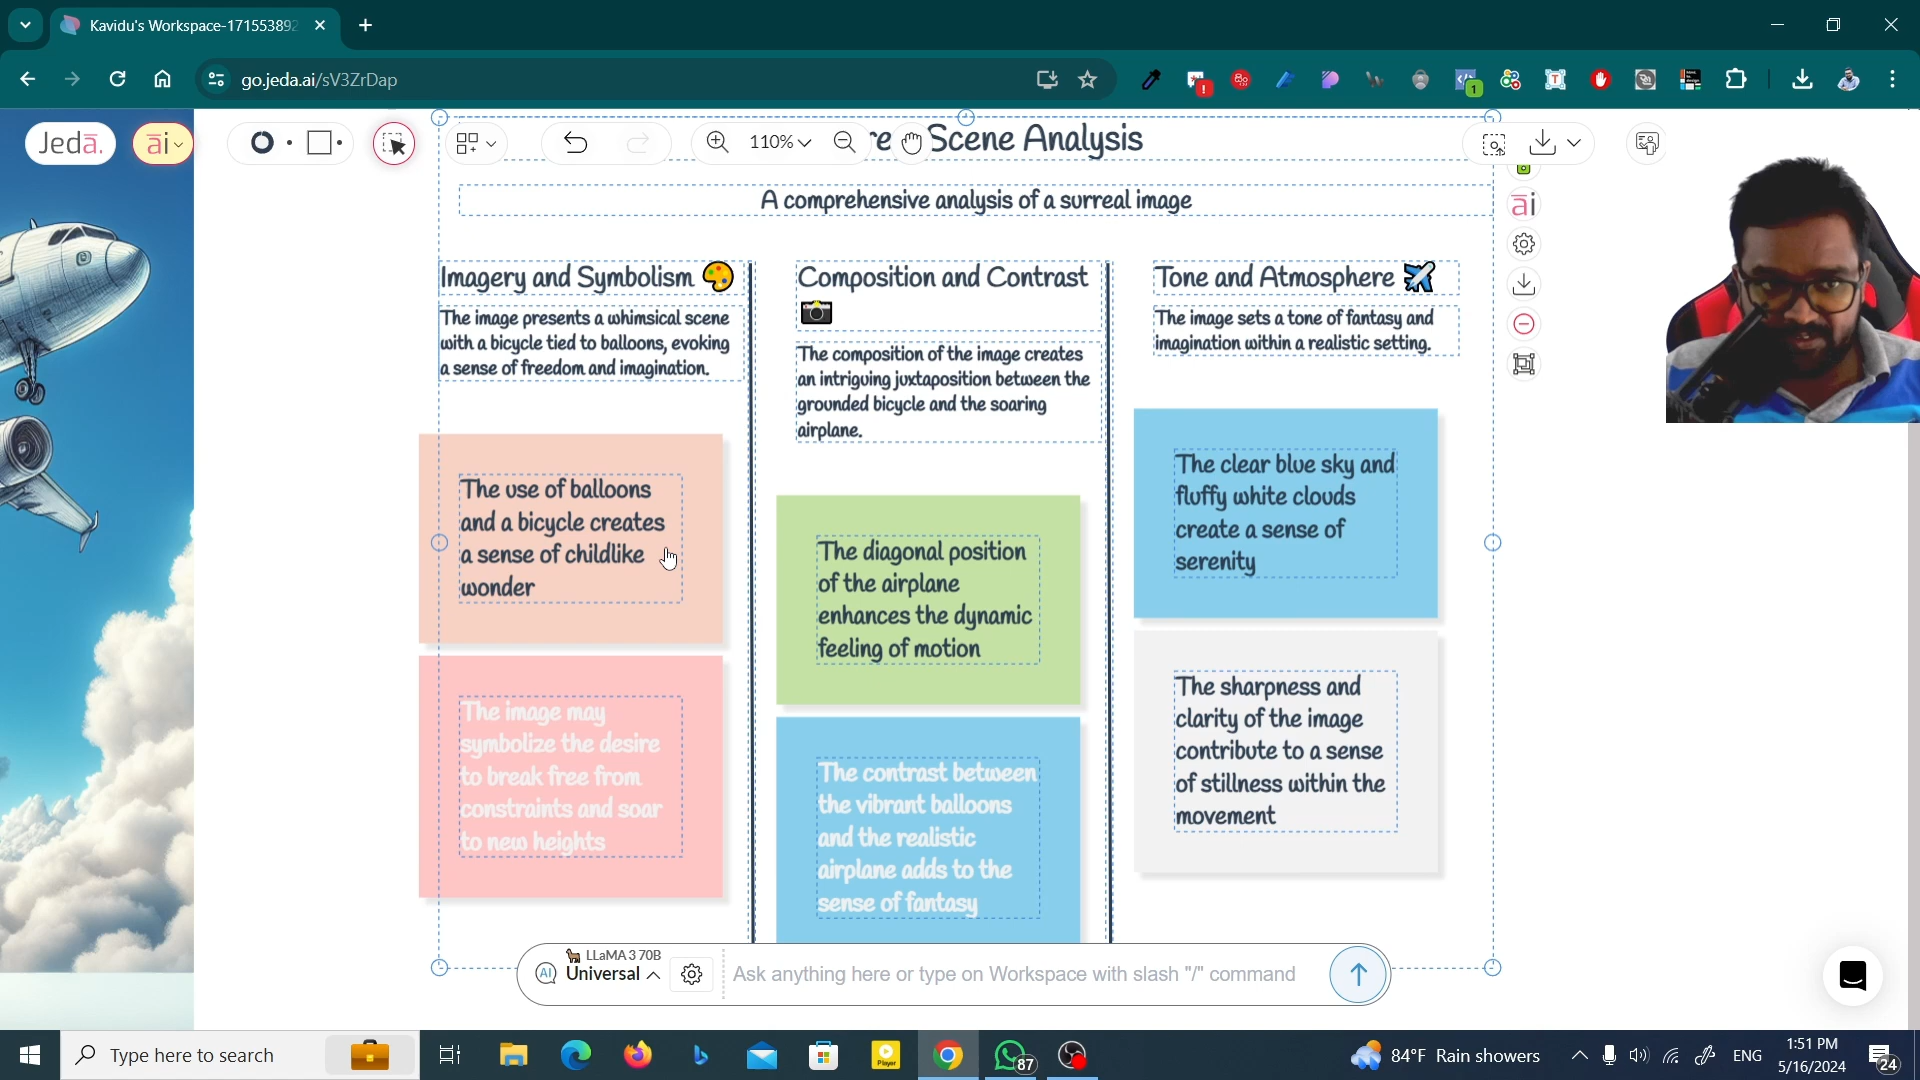 Kavidu's Workspace-171553892
go.jeda.ai/sV3ZrDap
Jedā.
āi
110%
re Scene Analysis
A comprehensive analysis of a surreal image
āi
Imagery and Symbolism
The image presents a whimsical scene
with a bicycle tied to balloons, evoking
a sense of freedom and imagination.
The use of balloons
and a bicycle creates
a sense of childlike
wonder
The image may
symbolize the desire
to break free from
constraints and soar
to new heights
Composition and Contrast
The composition of the image creates
an intriguing juxtaposition between the
grounded bicycle and the soaring
airplane.
The diagonal position
of the airplane
enhances the dynamic
feeling of motion
The contrast between
the vibrant balloons
and the realistic
airplane adds to the
sense of fantasy
Tone and Atmosphere
The image sets a tone of fantasy and
imagination within a realistic setting.
The clear blue sky and
fluffy white clouds
create a sense of
serenity
The sharpness and
clarity of the image
contribute to a sense
of stillness within the
movement
LLaMA 3 70B
AI Universal
Ask anything here or type on Workspace with slash "/" command
Type here to search
Player
87
84°F Rain showers
ENG
1:51 PM
5/16/2024
24